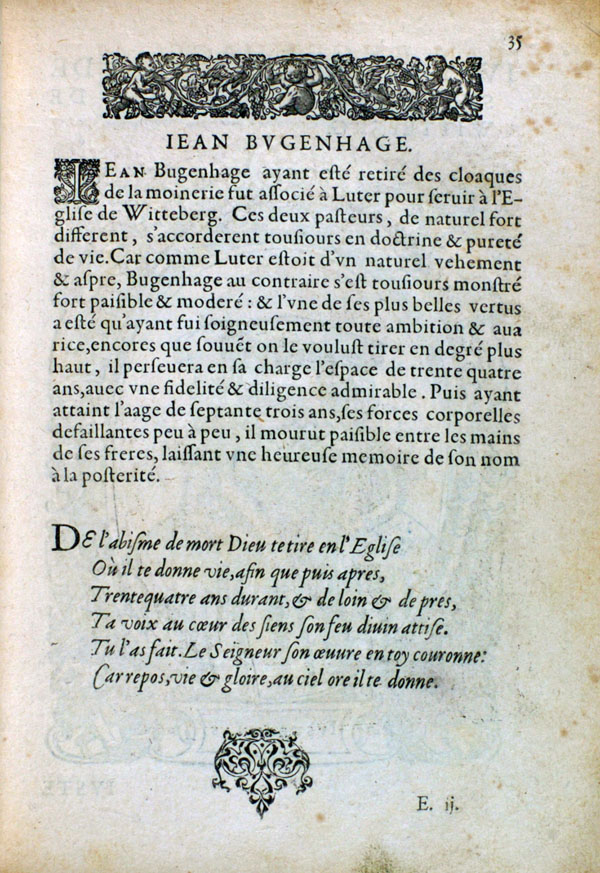 35
IEAN BVGENHAGE.
IEAN Bugenhage ayant esté retiré des cloaques
de la moinerie fut associé à Luter pour seruir à l'E-
glise de Witteberg. Ces deux pasteurs, de naturel fort
different, s'accorderent tousiours en doctrine & pureté
de vie. Car comme Luter estoit d'vn naturel vehement
& aspre, Bugenhage au contraire s'est tousiours monstré
fort paisible & moderé: & l'vne de ses plus belles vertus
a esté qu'ayant fui soigneusement toute ambition & aua
rice, encores que souuẽt on le voulust tirer en degré plus
haut, il perseuera en sa charge l'espace de trente quatre
ans, auec vne fidelité & diligence admirable. Puis ayant
attaint l'aage de septante trois ans, ses forces corporelles
defaillantes peu à peu, il mourut paisible entre les mains
de ses freres, laissant vne heureuse memoire de son nom
à la posterité.
DE l'abisme de mort Dieu te tire en l'Eglise
Où il te donne vie, afin que puis apres,
Trentequatre ans durant, & de loin & de pres,
Ta voix au cœur des siens son feu diuin attise.
Tu l'as fait. Le Seigneur son œuure en toy couronne:
Car repos, vie & gloire, au ciel ore il te donne.
E. ij.